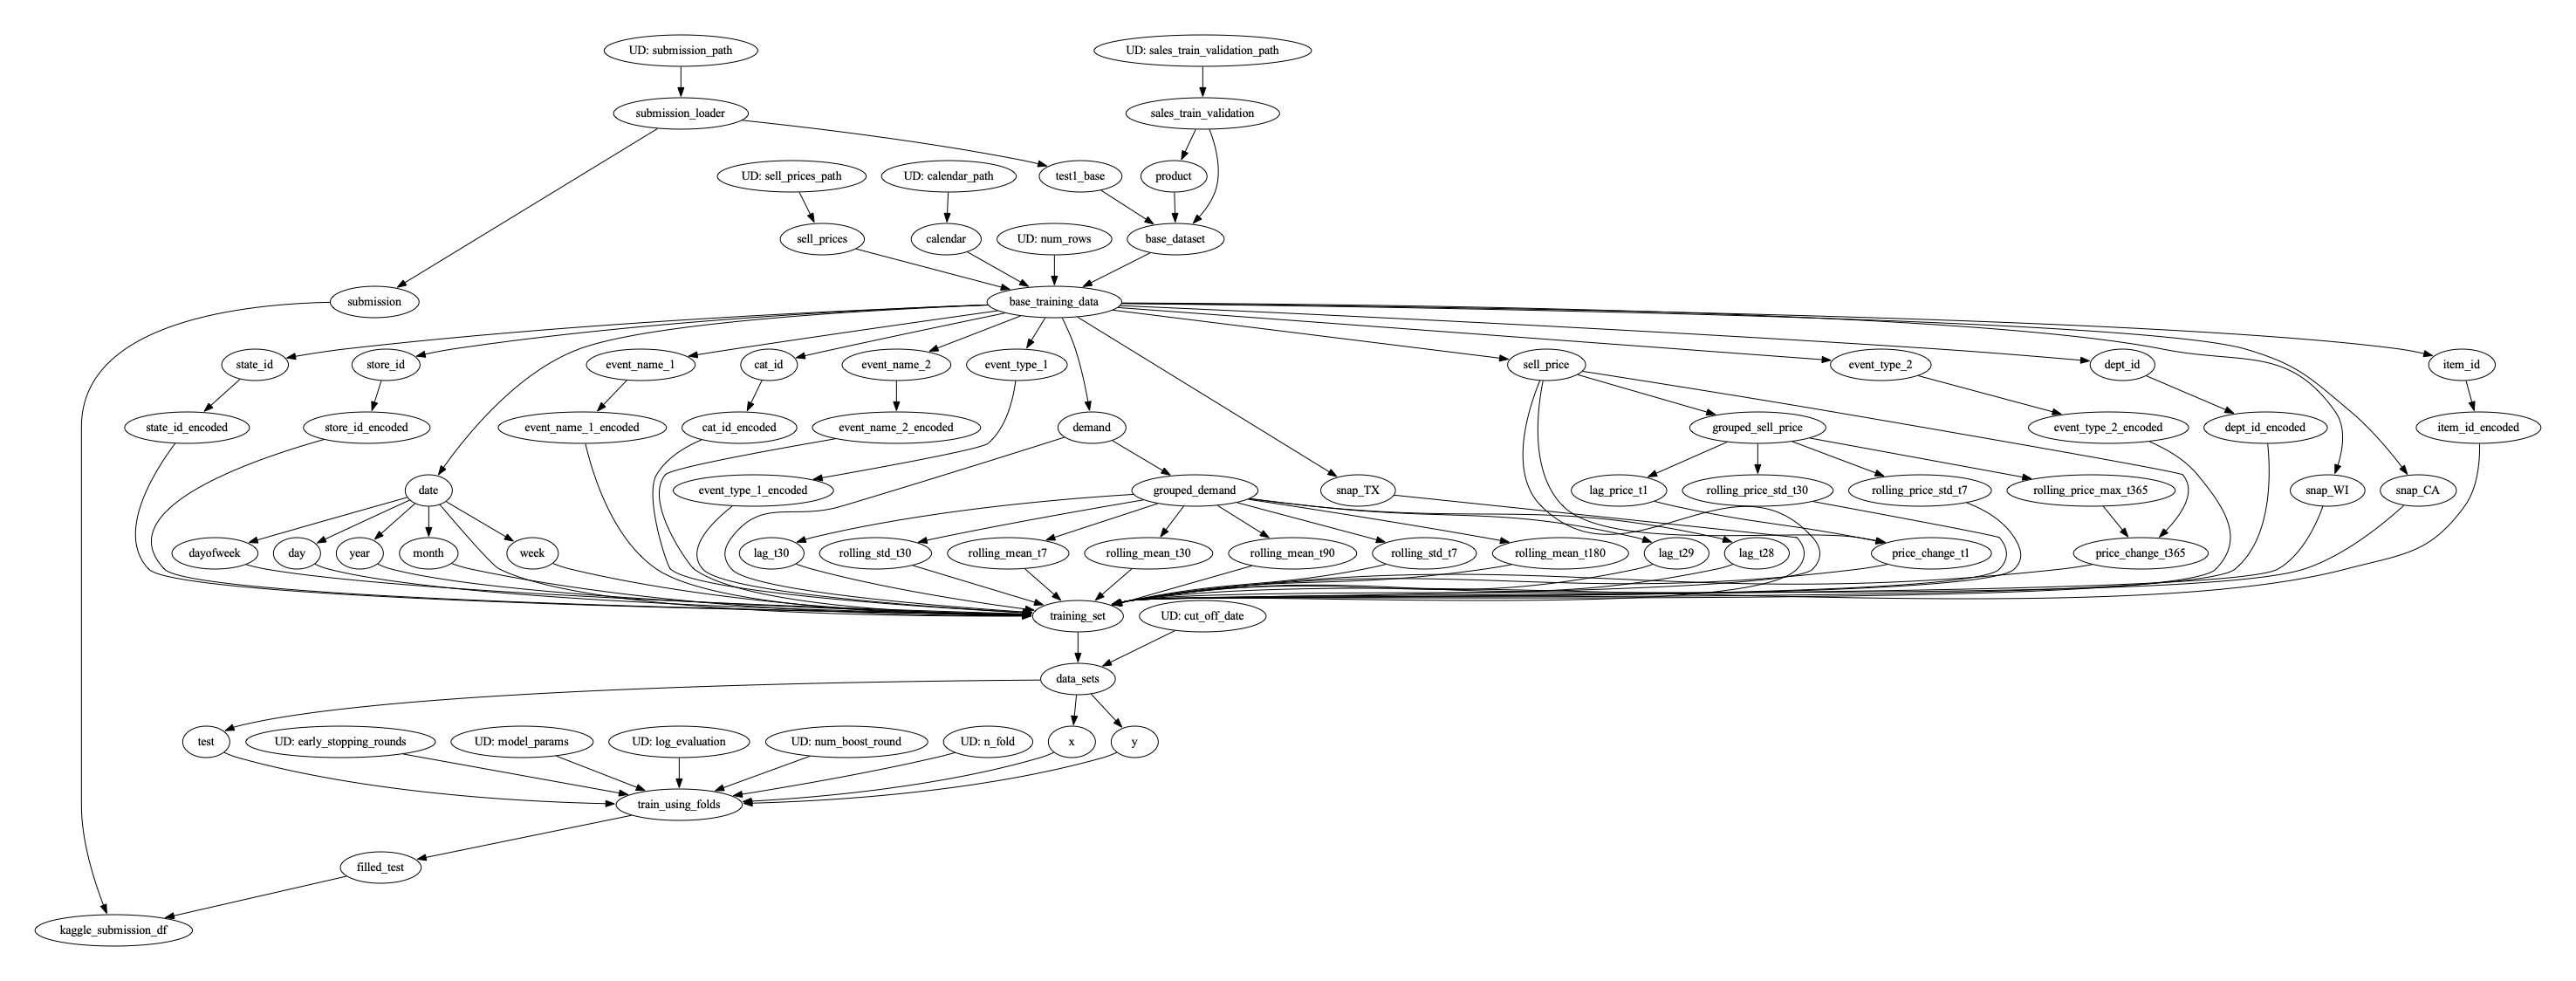 UD: submission_path
UD: sales_train_validation_path
submission_loader
sales_train_validation
UD: sell_prices_path
UD: calendar_path
test1_base
product
sell_prices
calendar
UD: num_rows
base_dataset
submission
base_training_data
state_id
store_id
event_name_1
cat_id
event_name_2
event_type_1
sell_price
event_type_2
dept_id
item_id
state_id_encoded
store_id_encoded
event_name_1_encoded
cat_id_encoded
event_name_2_encoded
demand
grouped_sell_price
event_type_2_encoded
dept_id_encoded
item_id_encoded
date
event_type_1_encoded
grouped_demand
snap_TX
lag_price_t1
rolling_price_std_t30
rolling_price_std_t7
rolling_price_max_t365
snap_WI
snap_CA
dayofweek
day
year
month
week
lag_t30
rolling_std_t30
rolling_mean_t7
rolling_mean_t30
rolling_mean_t90
rolling_std_t7
rolling_mean_t180
lag_t29
lag_t28
price_change_t1
price_change_t365
training_set
UD: cut_off_date
data_sets
test
UD: early_stopping_rounds
UD: model_params
UD: log_evaluation
UD: num_boost_round
UD: n_fold
x
y
train_using_folds
filled_test
kaggle_submission_df